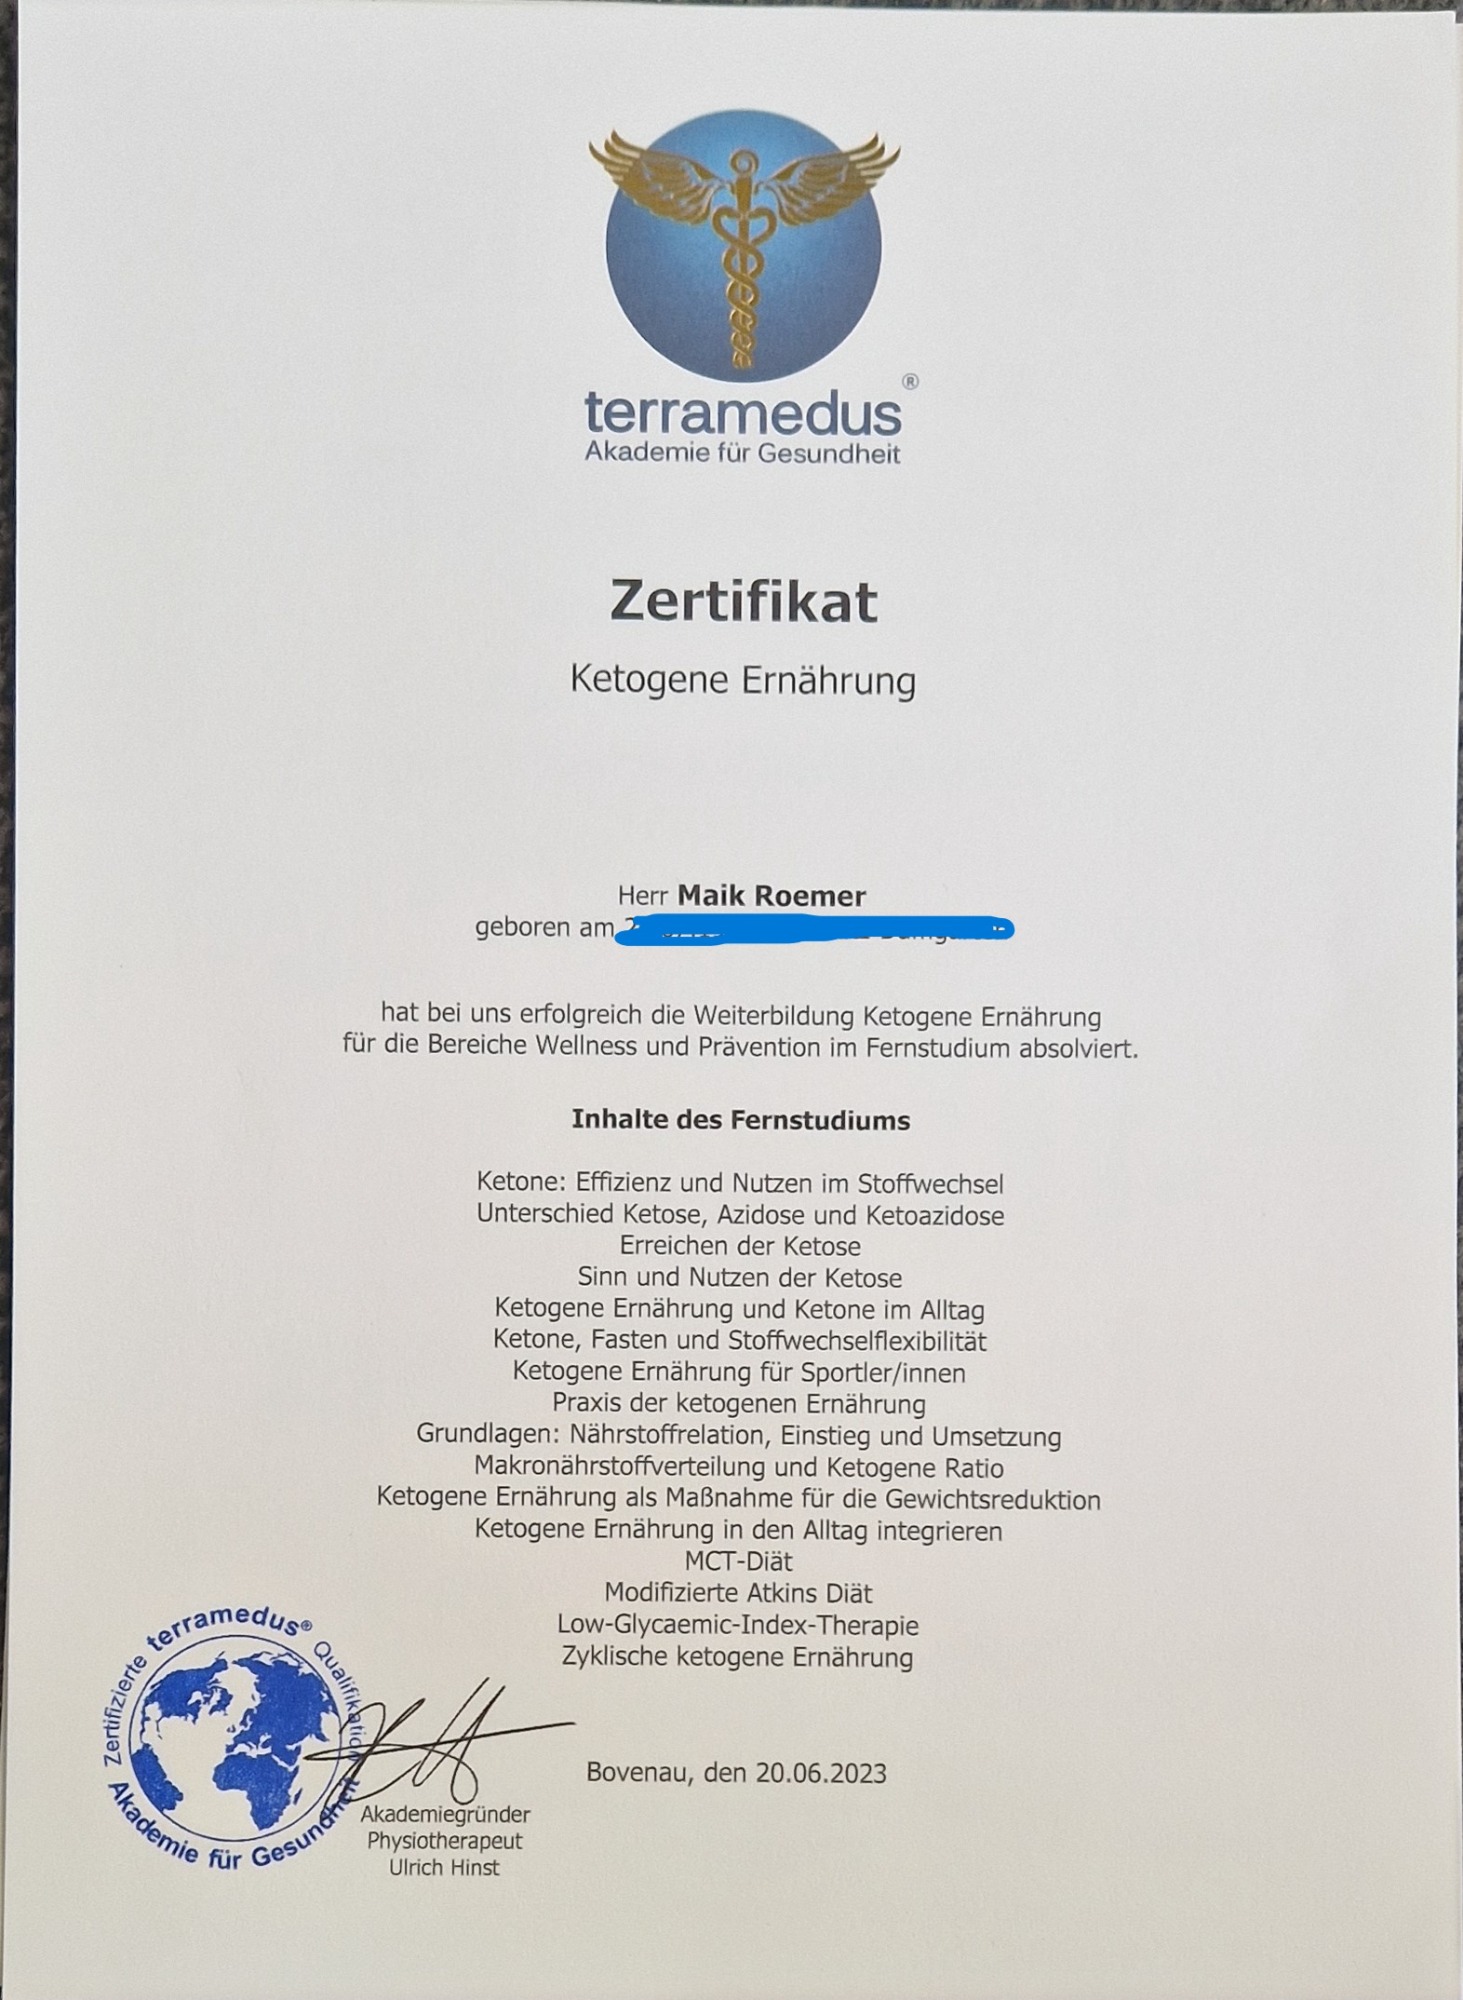 ®
terramedus
Akademie für Gesundheit
Zertifikat
Ketogene Ernährung
Herr Maik Roemer
geboren am
hat bei uns erfolgreich die Weiterbildung Ketogene Ernährung
für die Bereiche Wellness und Prävention im Fernstudium absolviert.
Inhalte des Fernstudiums
Ketone: Effizienz und Nutzen im Stoffwechsel
Unterschied Ketose, Azidose und Ketoazidose
Erreichen der Ketose
Sinn und Nutzen der Ketose
Ketogene Ernährung und Ketone im Alltag
Ketone, Fasten und Stoffwechselflexibilität
Ketogene Ernährung für Sportler/innen
Praxis der ketogenen Ernährung
Grundlagen: Nährstoffrelation, Einstieg und Umsetzung
Makronährstoffverteilung und Ketogene Ratio
Ketogene Ernährung als Maßnahme für die Gewichtsreduktion
Ketogene Ernährung in den Alltag integrieren
MCT-Diät
Modifizierte Atkins Diät
Low-Glycaemic-Index-Therapie
Zyklische ketogene Ernährung
Zertifizierte terramedus® Qualifikation
Akademie für Gesundheit
Bovenau, den 20.06.2023
Akademiegründer
Physiotherapeut
Ulrich Hinst